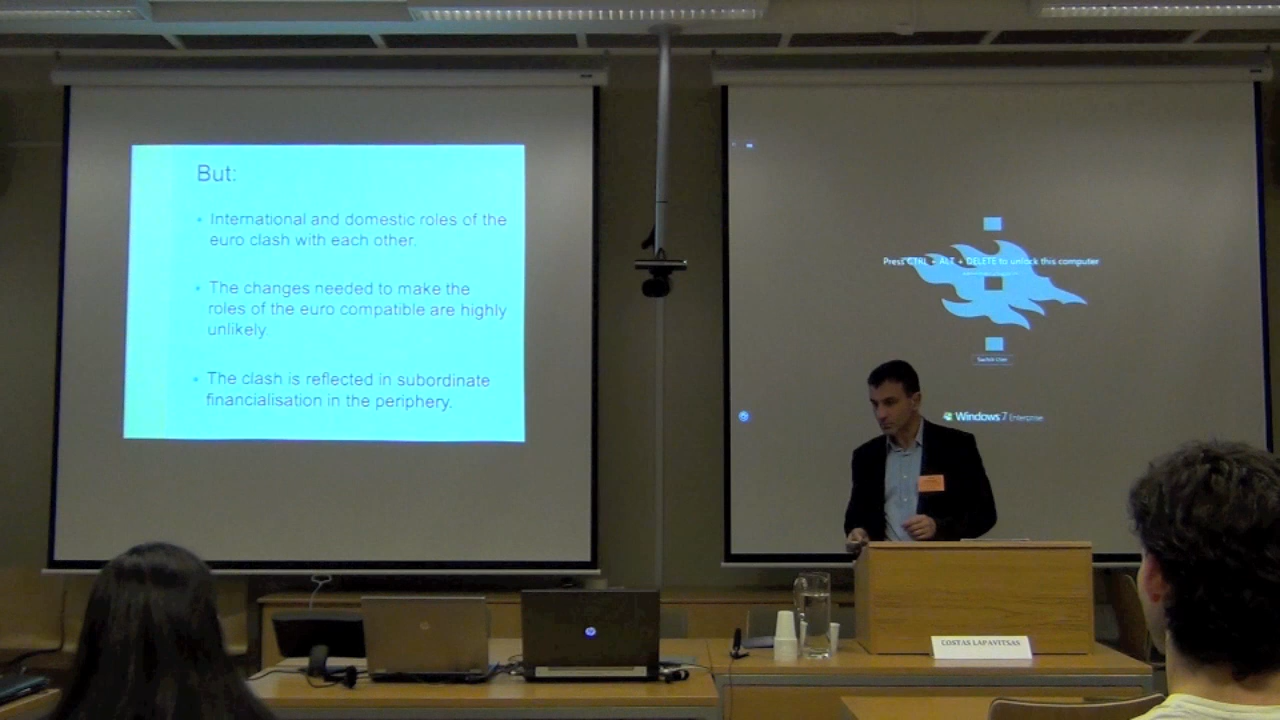 But:
• International and domestic roles of the
euro clash with each other.
• The changes needed to make the
roles of the euro compatible are highly
unlikely.
• The clash is reflected in subordinate
financialisation in the periphery.
Press CTRL + ALT + DELETE to unlock this computer
Switch User
Windows 7 Enterprise
COSTAS LAPAVITSAS